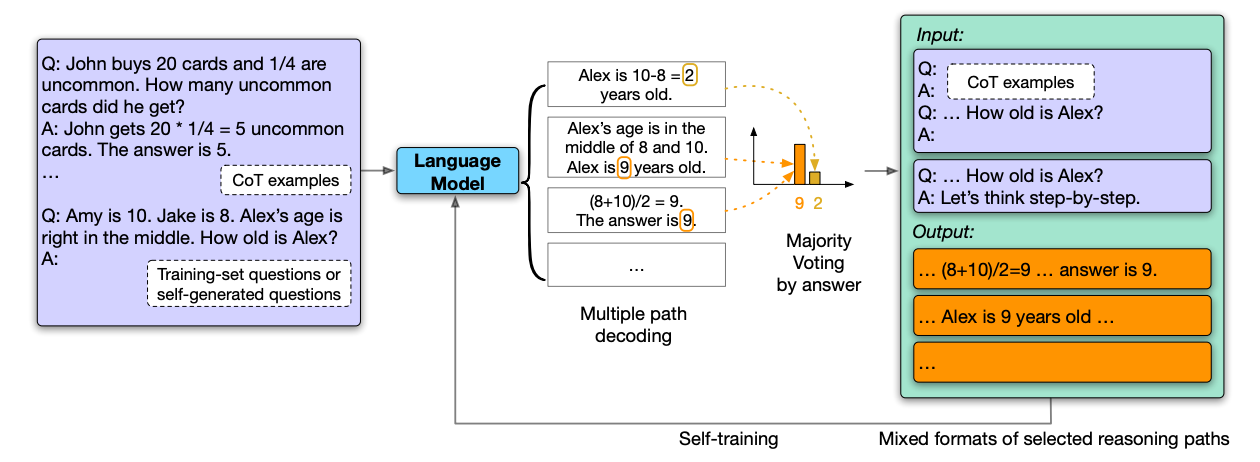 Q: John buys 20 cards and 1/4 are
uncommon. How many uncommon
cards did he get?
A: John gets 20 * 1/4 = 5 uncommon
cards. The answer is 5.
...
CoT examples
Q: Amy is 10. Jake is 8. Alex’s age is
right in the middle. How old is Alex?
A:
Training-set questions or
self-generated questions
Language
Model
Alex is 10-8 = 2
years old.
Alex’s age is in the
middle of 8 and 10.
Alex is 9 years old.
(8+10)/2 = 9.
The answer is 9.
...
Multiple path
decoding
9 2
Majority
Voting
by answer
Input:
Q:
A:
CoT examples
Q: ... How old is Alex?
A:
Q: ... How old is Alex?
A: Let’s think step-by-step.
Output:
... (8+10)/2=9 ... answer is 9.
... Alex is 9 years old ...
...
Self-training
Mixed formats of selected reasoning paths